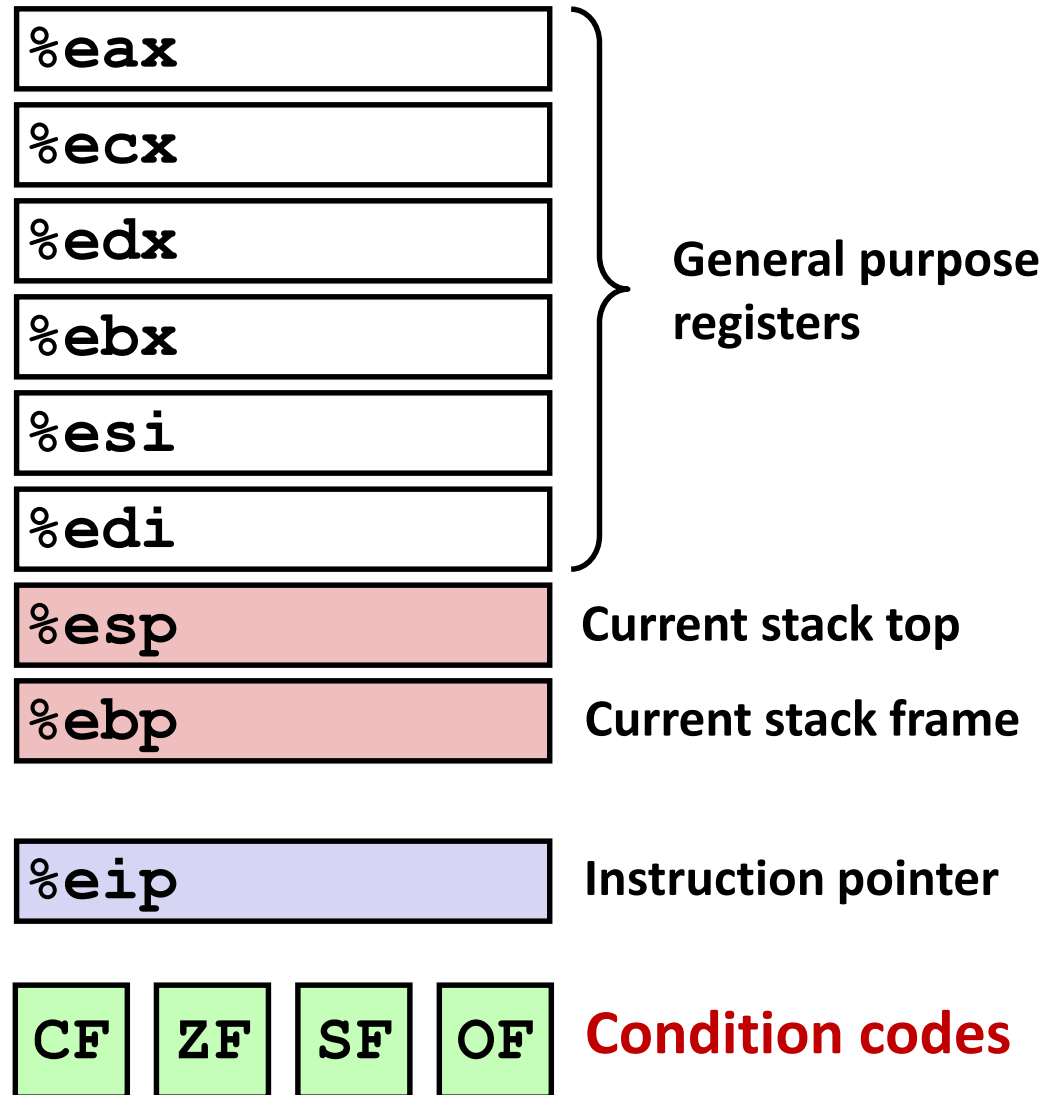 %eax
%ecx
%edx
General purpose
registers
%ebx
%esi
%edi
%esp Current stack top
%ebp Current stack frame
%eip Instruction pointer
CF ZF SF OF Condition codes